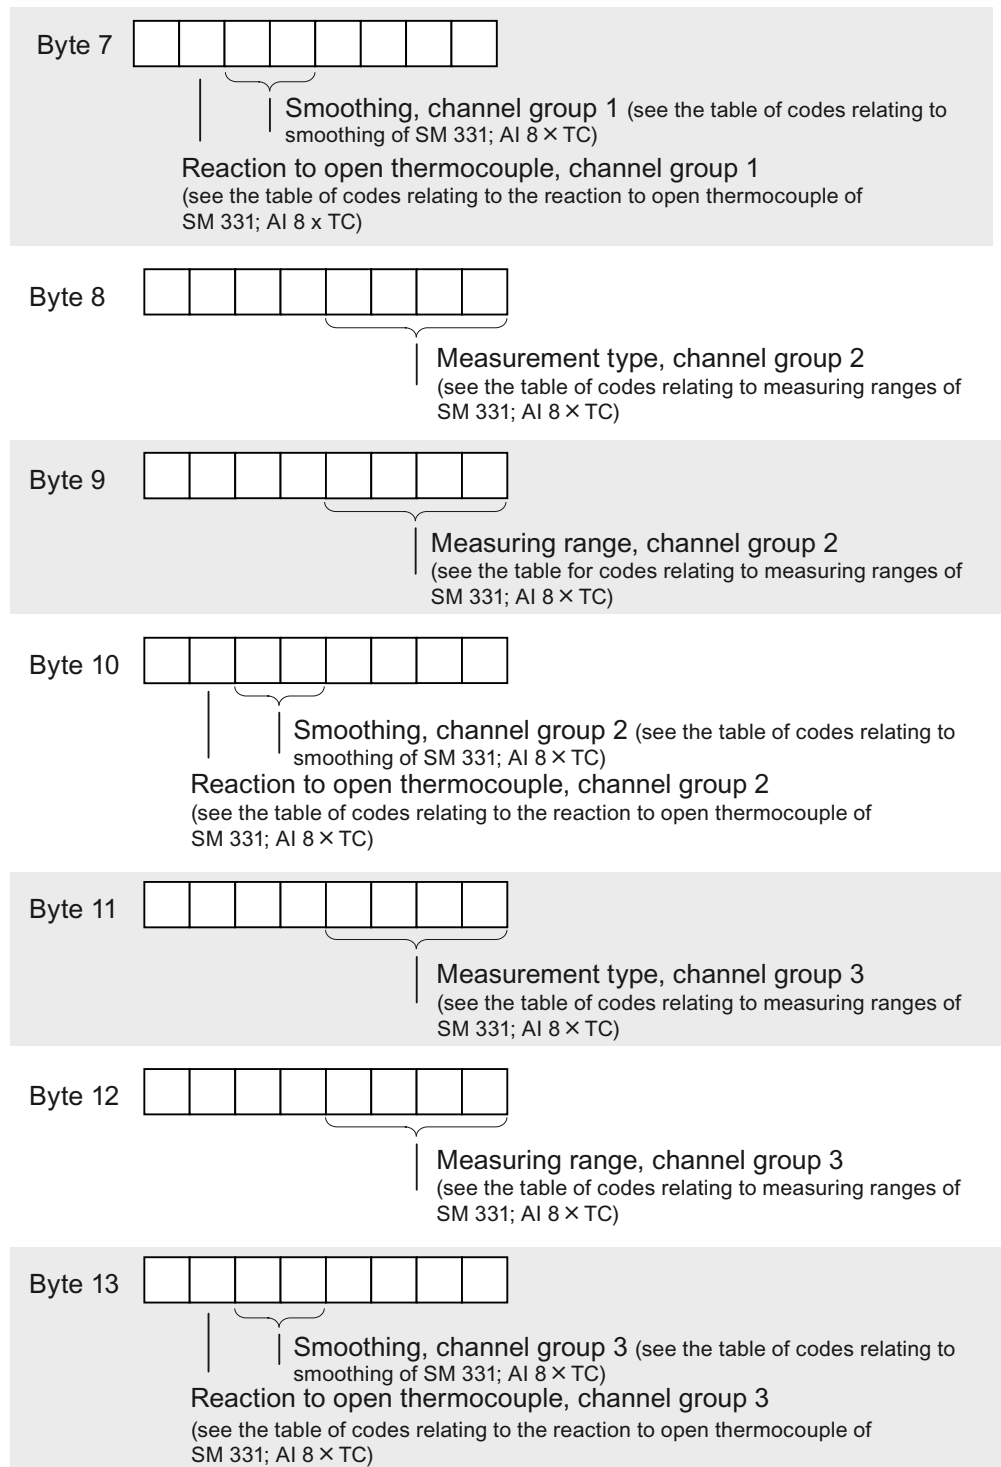 Byte 7
Smoothing, channel group 1 (see the table of codes relating to
smoothing of SM 331; AI 8 × TC)
Reaction to open thermocouple, channel group 1
(see the table of codes relating to the reaction to open thermocouple of
SM 331; AI 8 x TC)
Byte 8
Measurement type, channel group 2
(see the table of codes relating to measuring ranges of
SM 331; AI 8 × TC)
Byte 9
Measuring range, channel group 2
(see the table for codes relating to measuring ranges of
SM 331; AI 8 × TC)
Byte 10
Smoothing, channel group 2 (see the table of codes relating to
smoothing of SM 331; AI 8 × TC)
Reaction to open thermocouple, channel group 2
(see the table of codes relating to the reaction to open thermocouple of
SM 331; AI 8 × TC)
Byte 11
Measurement type, channel group 3
(see the table of codes relating to measuring ranges of
SM 331; AI 8 × TC)
Byte 12
Measuring range, channel group 3
(see the table of codes relating to measuring ranges of
SM 331; AI 8 × TC)
Byte 13
Smoothing, channel group 3 (see the table of codes relating to
smoothing of SM 331; AI 8 × TC)
Reaction to open thermocouple, channel group 3
(see the table of codes relating to the reaction to open thermocouple of
SM 331; AI 8 × TC)